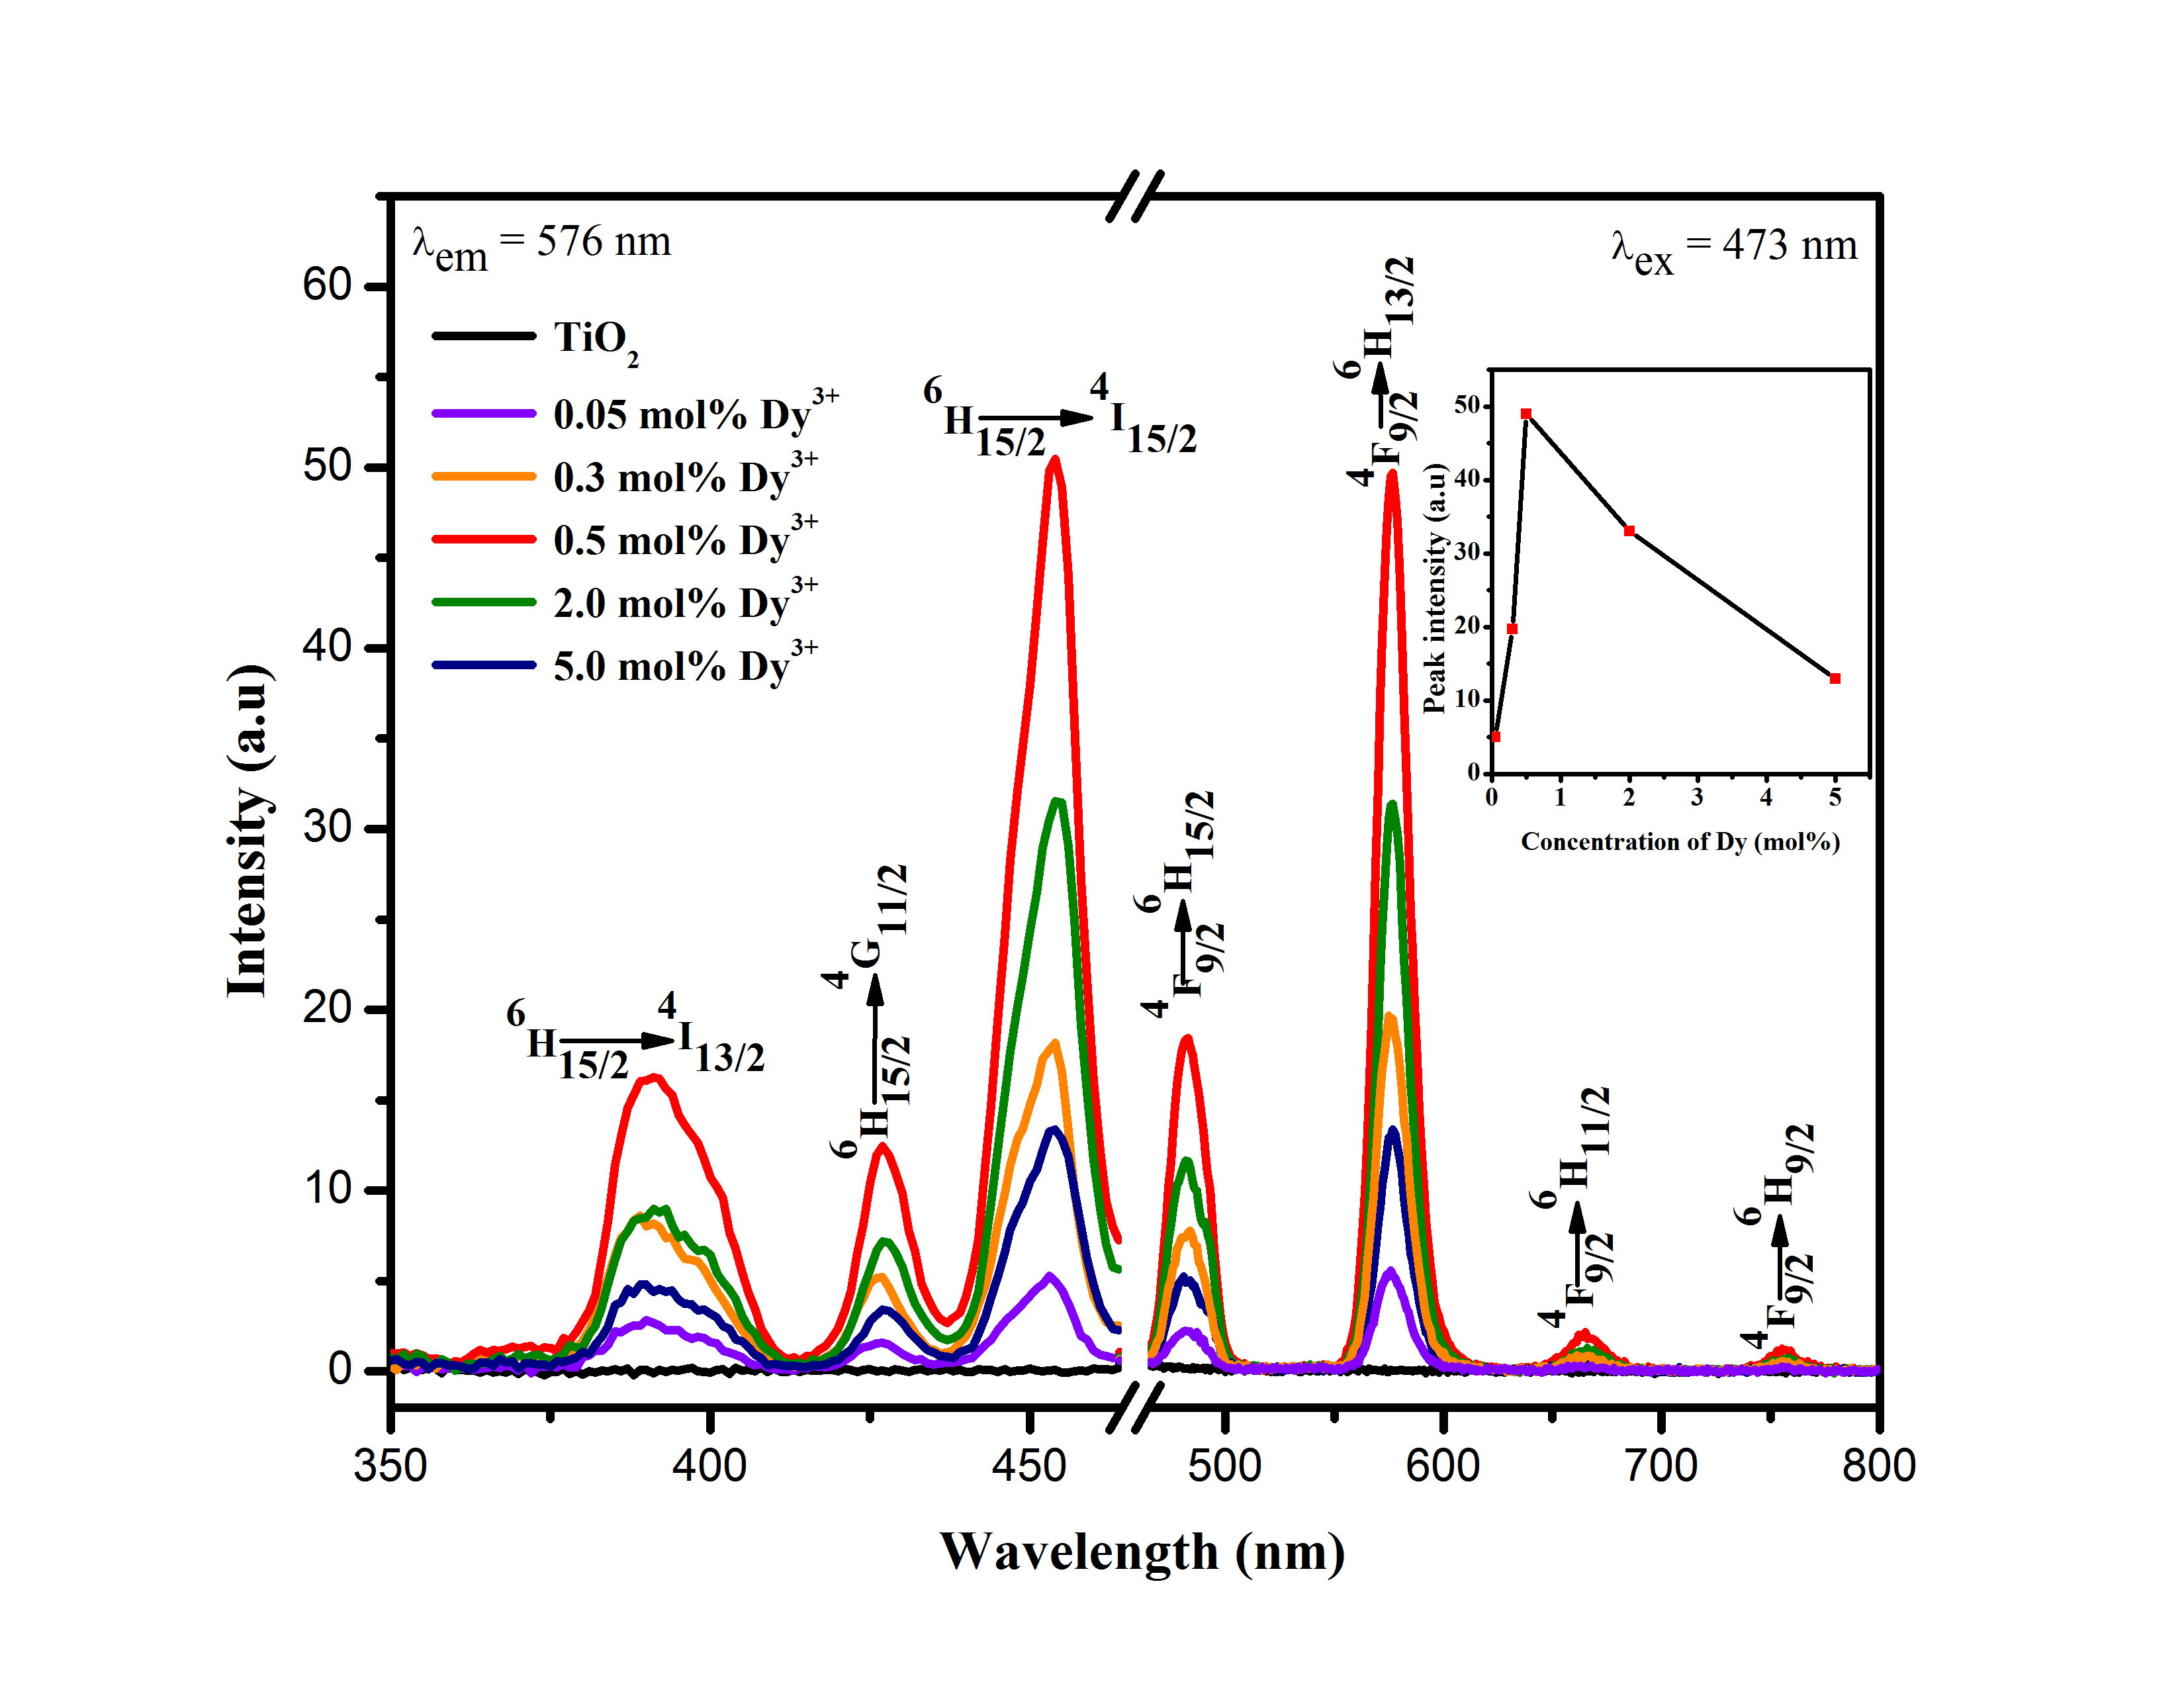 λem = 576 nm
λex = 473 nm
TiO2
0.05 mol% Dy3+
0.3 mol% Dy3+
0.5 mol% Dy3+
2.0 mol% Dy3+
5.0 mol% Dy3+
6H15/2 → 4I13/2
6H15/2 → 4G11/2
6H15/2 → 4I15/2
4F9/2 → 6H15/2
4F9/2 → 6H13/2
4F9/2 → 6H11/2
4F9/2 → 6H9/2
Intensity (a.u)
60
50
40
30
20
10
0
350 400 450 500 600 700 800
Wavelength (nm)
Peak intensity (a.u)
50
40
30
20
10
0
0 1 2 3 4 5
Concentration of Dy (mol%)